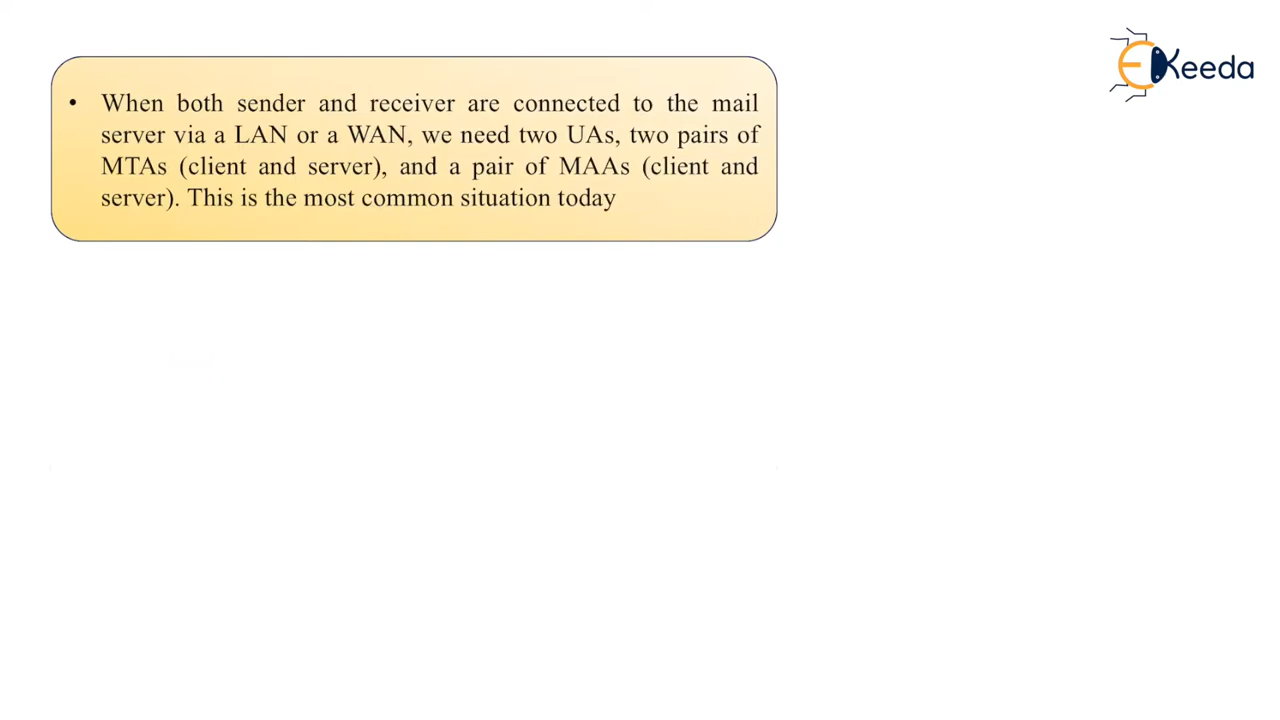 EKeeda
• When both sender and receiver are connected to the mail
server via a LAN or a WAN, we need two UAs, two pairs of
MTAs (client and server), and a pair of MAAs (client and
server). This is the most common situation today